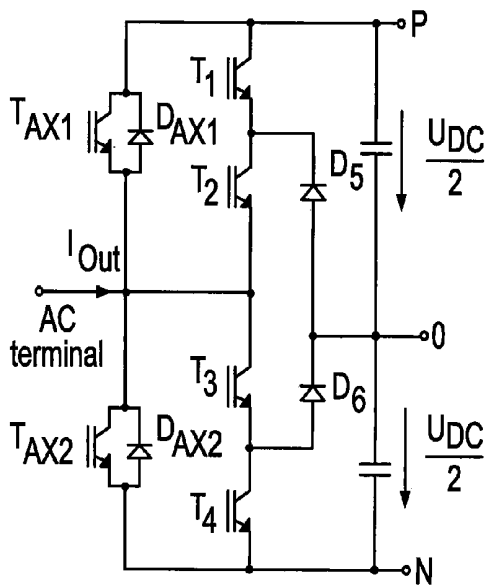 P
T1
TAX1
DAX1
UDC
2
D5
T2
IOut
AC
terminal
0
T3
D6
TAX2
DAX2
UDC
2
T4
N